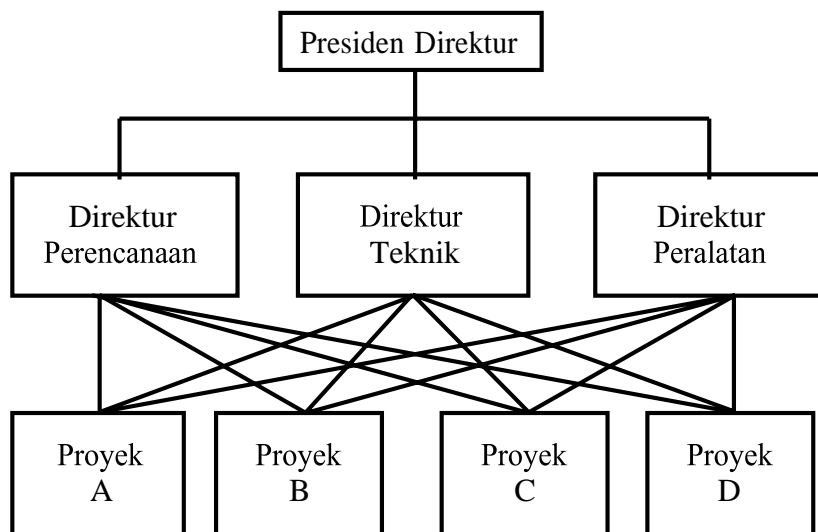 Presiden Direktur
Direktur
Perencanaan
Direktur
Teknik
Direktur
Peralatan
Proyek
A
Proyek
B
Proyek
C
Proyek
D